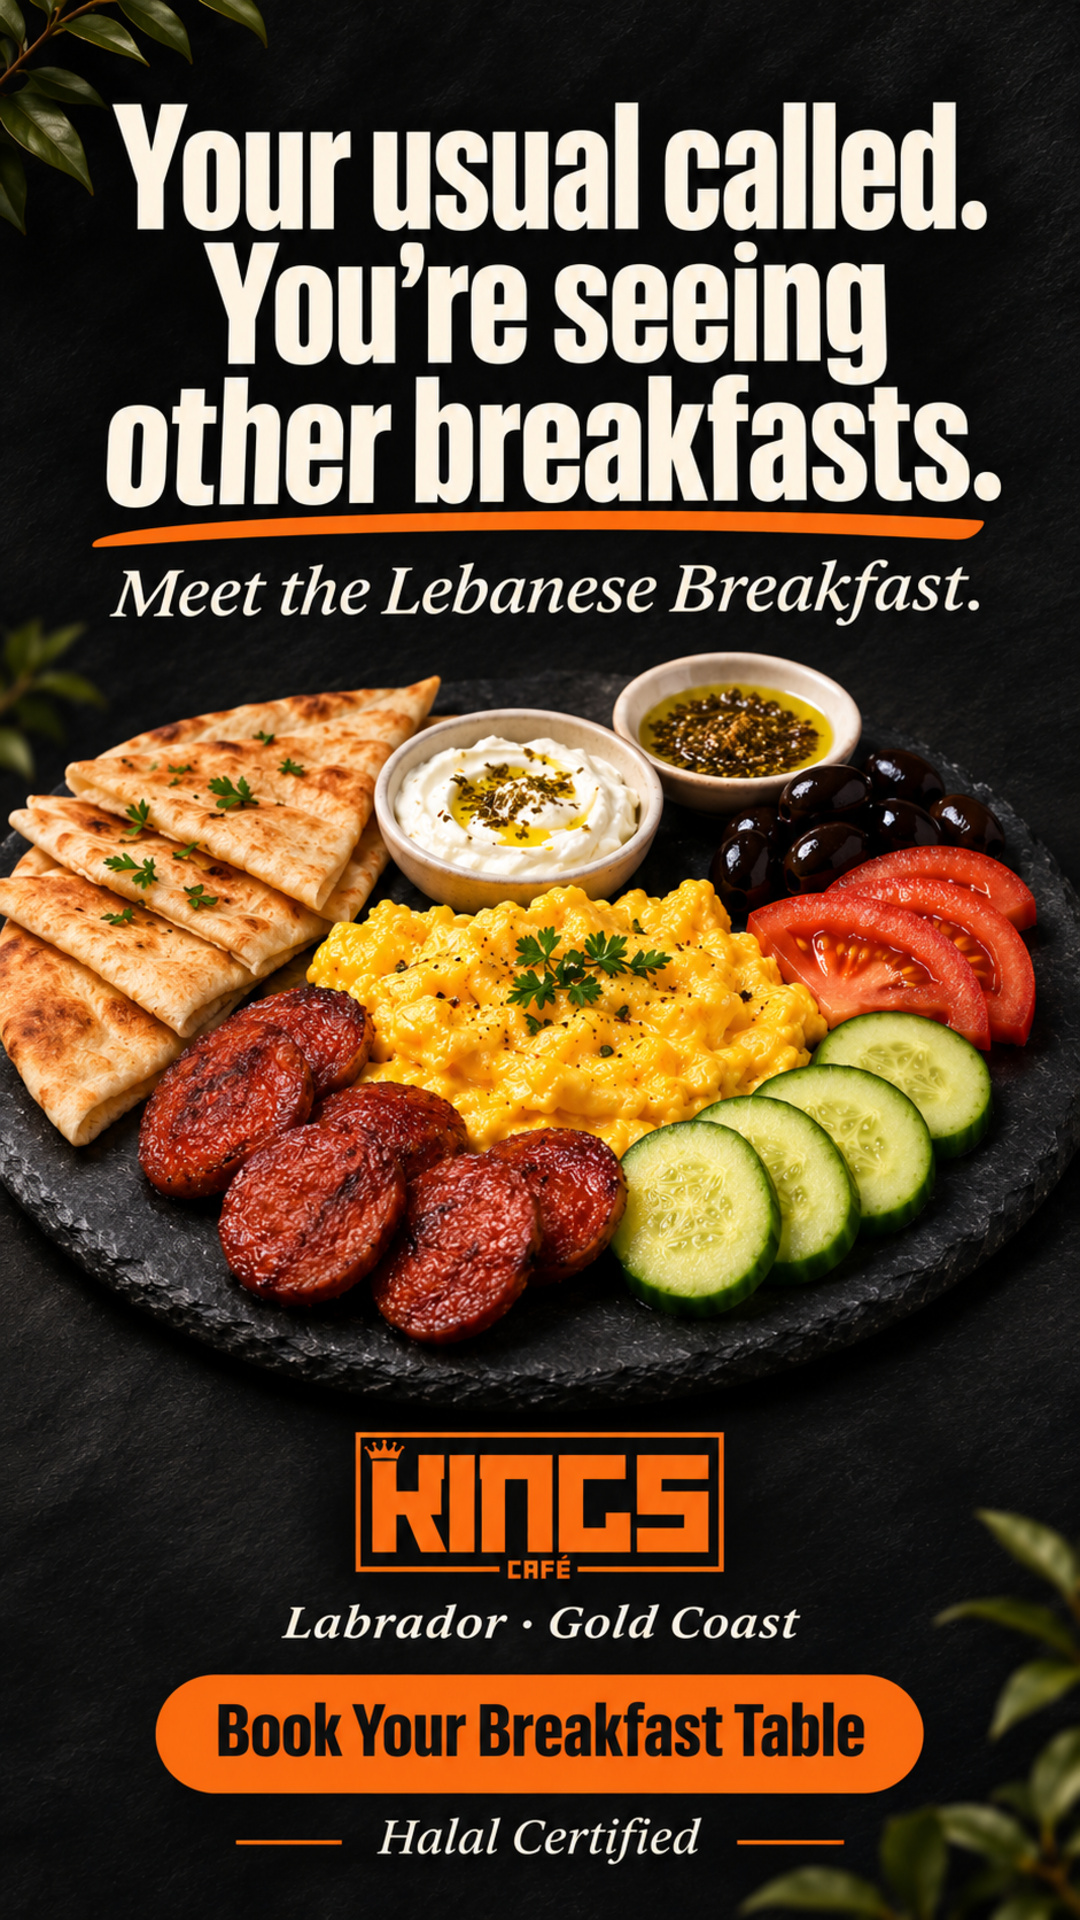 Your usual called.
You're seeing
other breakfasts.
Meet the Lebanese Breakfast.
KINGS
CAFÉ
Labrador · Gold Coast
Book Your Breakfast Table
Halal Certified